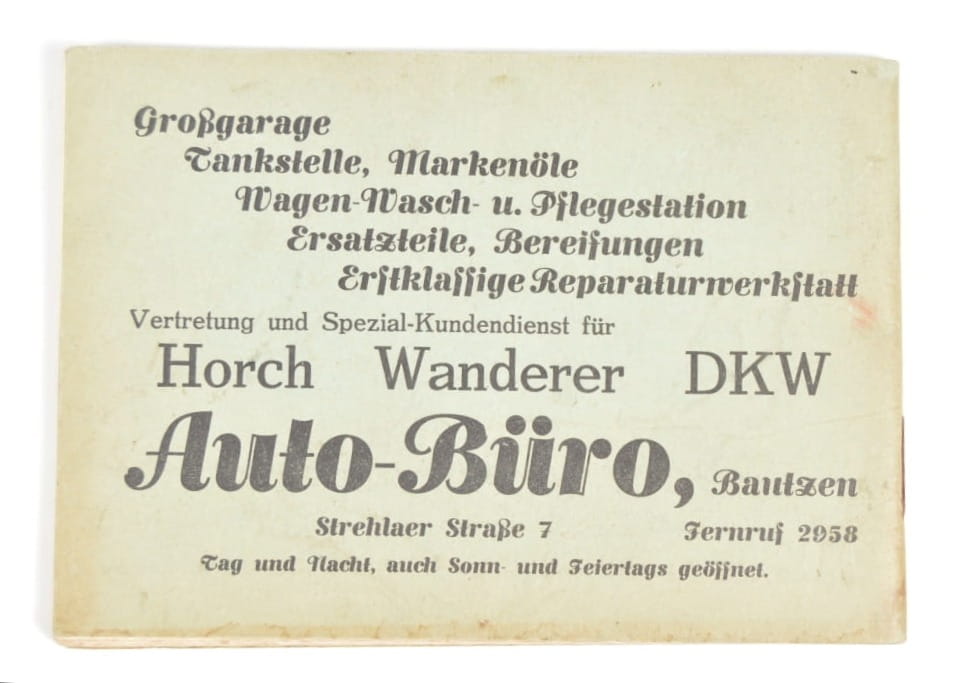 Großgarage
Tankstelle, Markenöle
Wagen-Wasch- u. Pflegestation
Ersatzteile, Bereifungen
Erſtklaſſige Reparaturwerkſtatt
Vertretung und Spezial-Kundendienst für
Horch Wanderer DKW
Auto-Büro, Bautzen
Strehlaer Straße 7 Fernruf 2958
Tag und Nacht, auch Sonn- und Feiertags geöffnet.